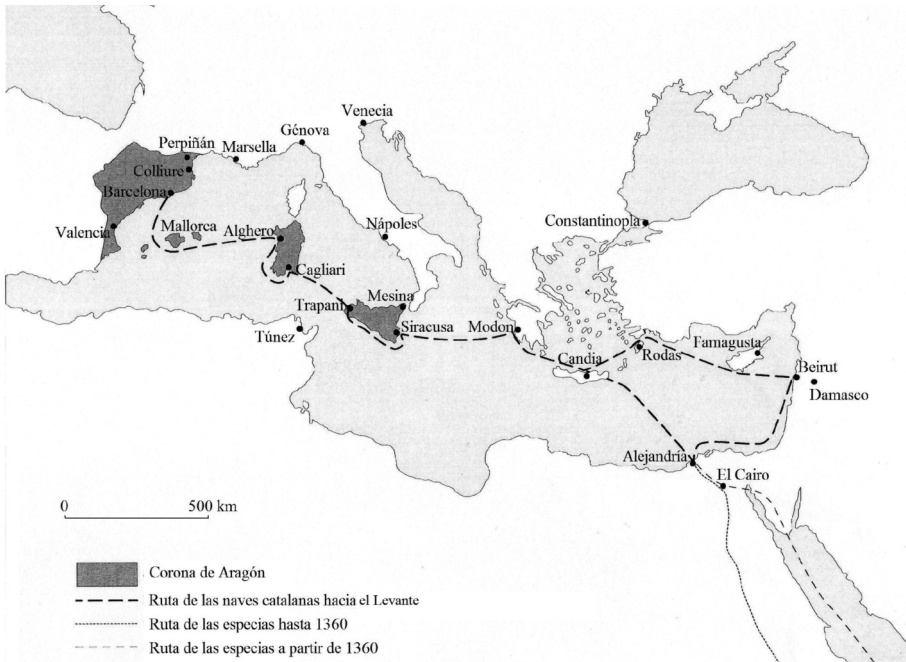 Venecia
Génova
Perpiñán
Marsella
Colliure
Barcelona
Constantinopla
Valencia
Mallorca
Alghero
Nápoles
Cagliari
Mesina
Trapani
Siracusa
Modon
Túnez
Famagusta
Candia
Rodas
Beirut
Damasco
Alejandría
El Cairo
0 500 km
Corona de Aragón
Ruta de las naves catalanas hacia el Levante
Ruta de las especias hasta 1360
Ruta de las especias a partir de 1360